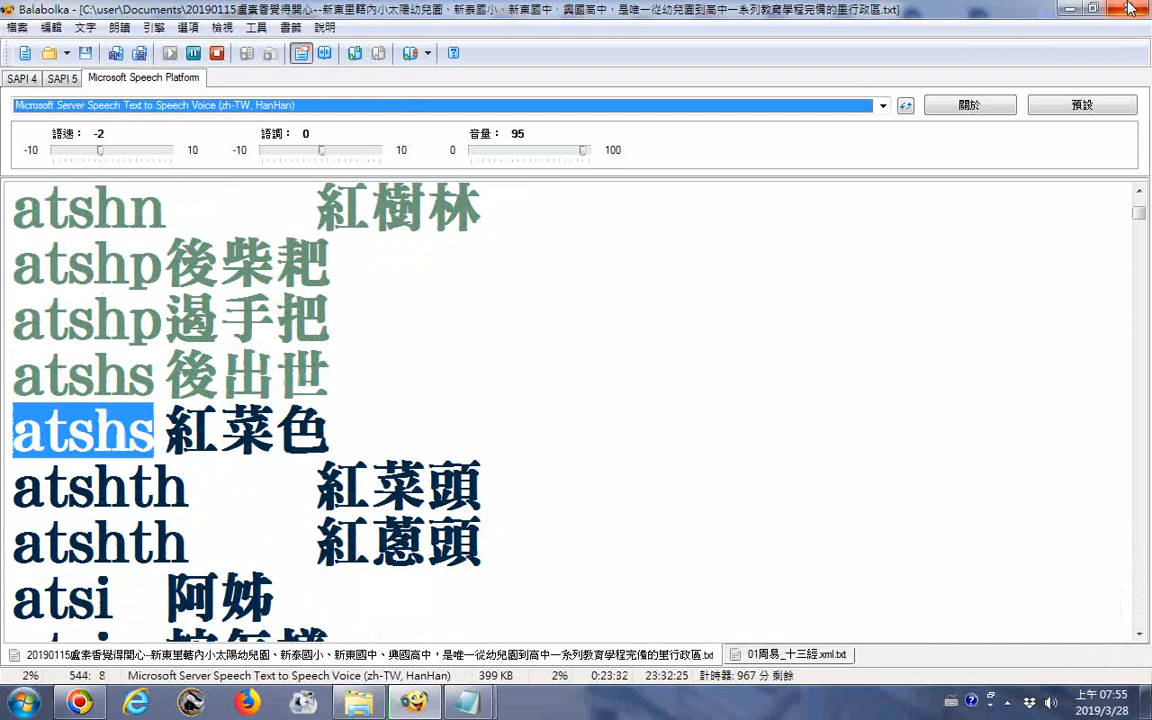 Balabolka - [C:\user\Documents\20190115盧素香覺得開心--新東里轄內小太陽幼兒園、新泰國小、新東國中、興國高中，是唯一從幼兒園到高中一系列教育學程完備的里行政區.txt]
檔案 編輯 文字 朗讀 引擎 選項 檢視 工具 書籤 說明
SAPI 4 SAPI 5 Microsoft Speech Platform
Microsoft Server Speech Text to Speech Voice (zh-TW, HanHan) 關於 預設
語速： -2 語調： 0 音量： 95
-10 10 -10 10 0 100
atshn 紅樹林
atshp 後柴耙
atshp 遏手把
atshs 後出世
atshs 紅菜色
atshth 紅菜頭
atshth 紅蔥頭
atsi 阿姊
20190115盧素香覺得開心--新東里轄內小太陽幼兒園、新泰國小、新東國中、興國高中，是唯一從幼兒園到高中一系列教育學程完備的里行政區.txt 01周易_十三經.xml.txt
2% 544: 8 Microsoft Server Speech Text to Speech Voice (zh-TW, HanHan) 399 KB 2% 0:23:32 23:32:25 計時器: 967 分 剩餘
上午 07:55
2019/3/28